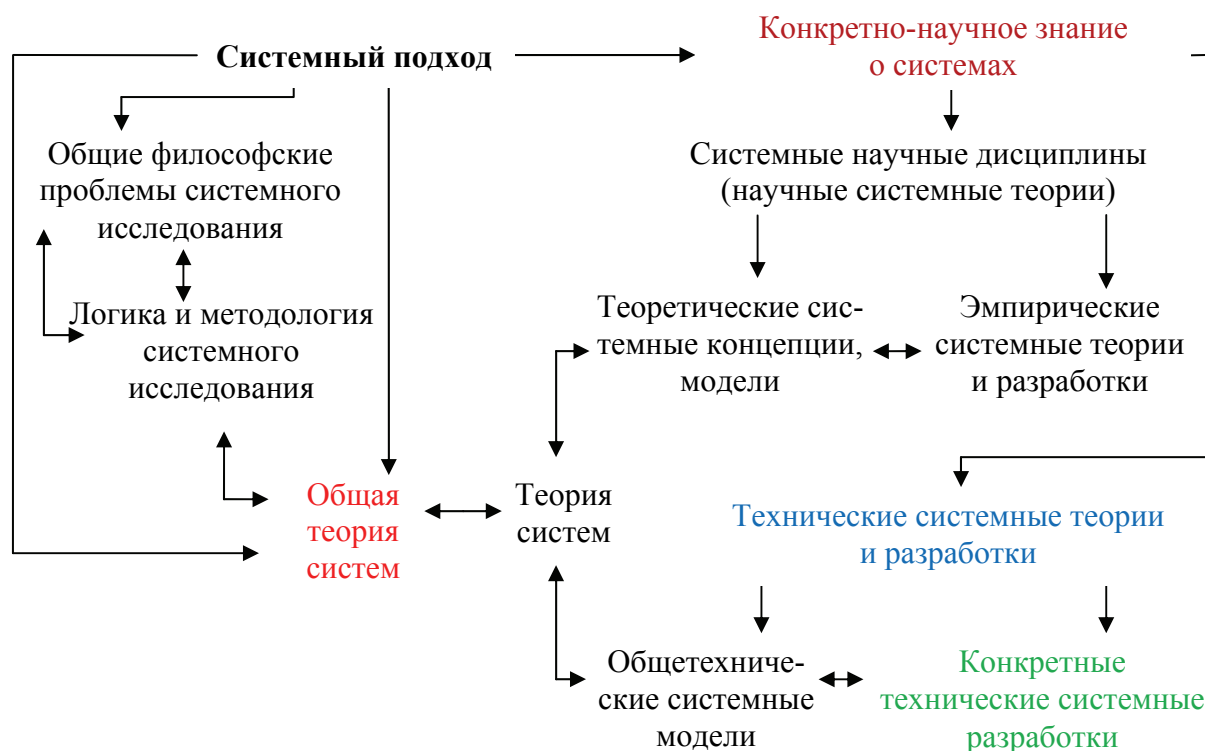 Системный подход
Конкретно-научное знание
о системах
Общие философские
проблемы системного
исследования
Системные научные дисциплины
(научные системные теории)
Логика и методология
системного
исследования
Теоретические сис-
темные концепции,
модели
Эмпирические
системные теории
и разработки
Общая
теория
систем
Теория
систем
Технические системные теории
и разработки
Общетехниче-
ские системные
модели
Конкретные
технические системные
разработки